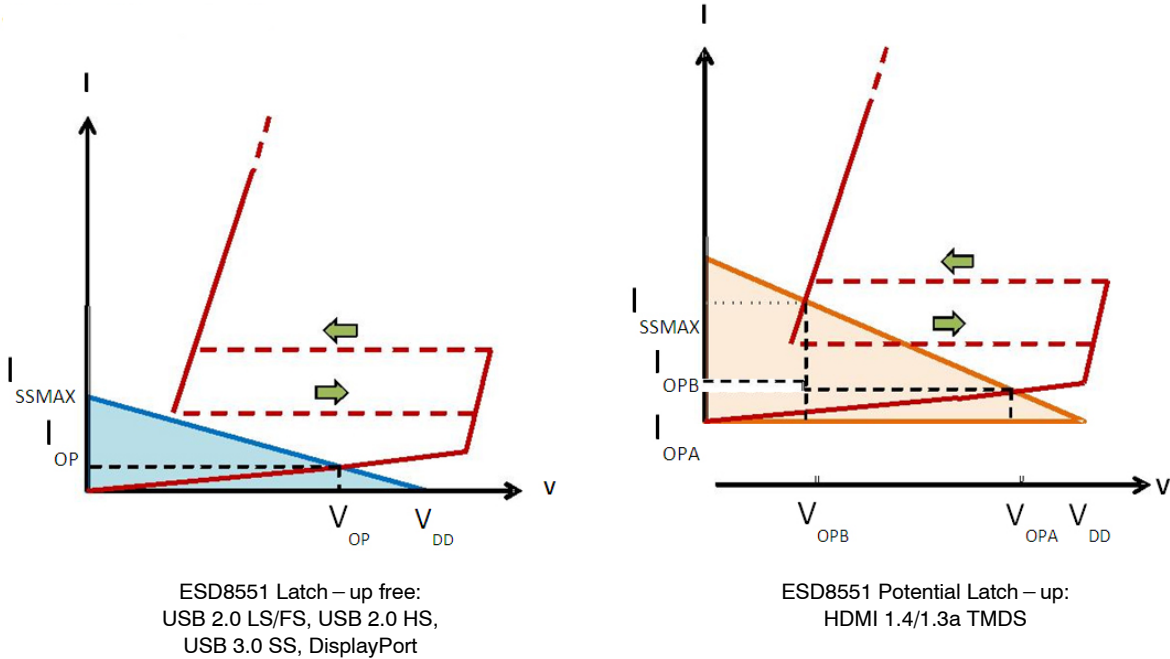 I
I
SSMAX
I
OP
V
V
OP
V
DD
ESD8551 Latch – up free:
USB 2.0 LS/FS, USB 2.0 HS,
USB 3.0 SS, DisplayPort
I
I
SSMAX
I
OPB
I
OPA
V
V
OPB
V
OPA
V
DD
ESD8551 Potential Latch – up:
HDMI 1.4/1.3a TMDS